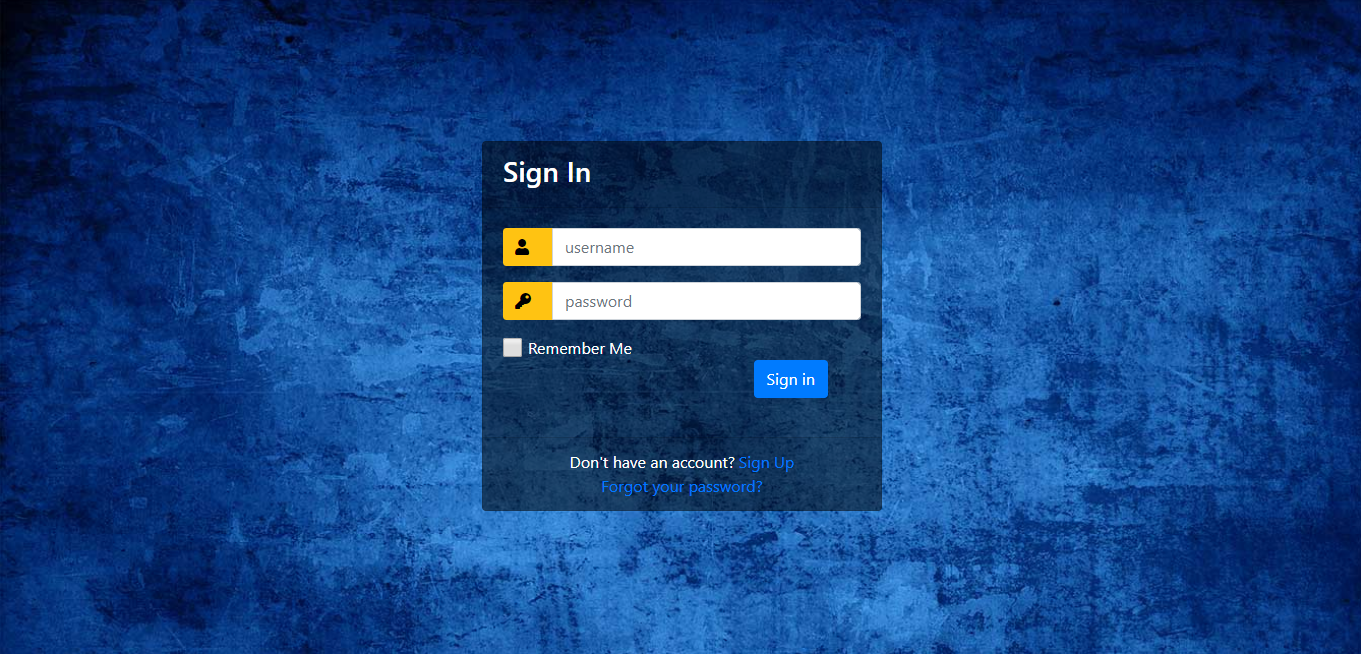 Sign In
username
password
Remember Me
Sign in
Don't have an account? Sign Up
Forgot your password?